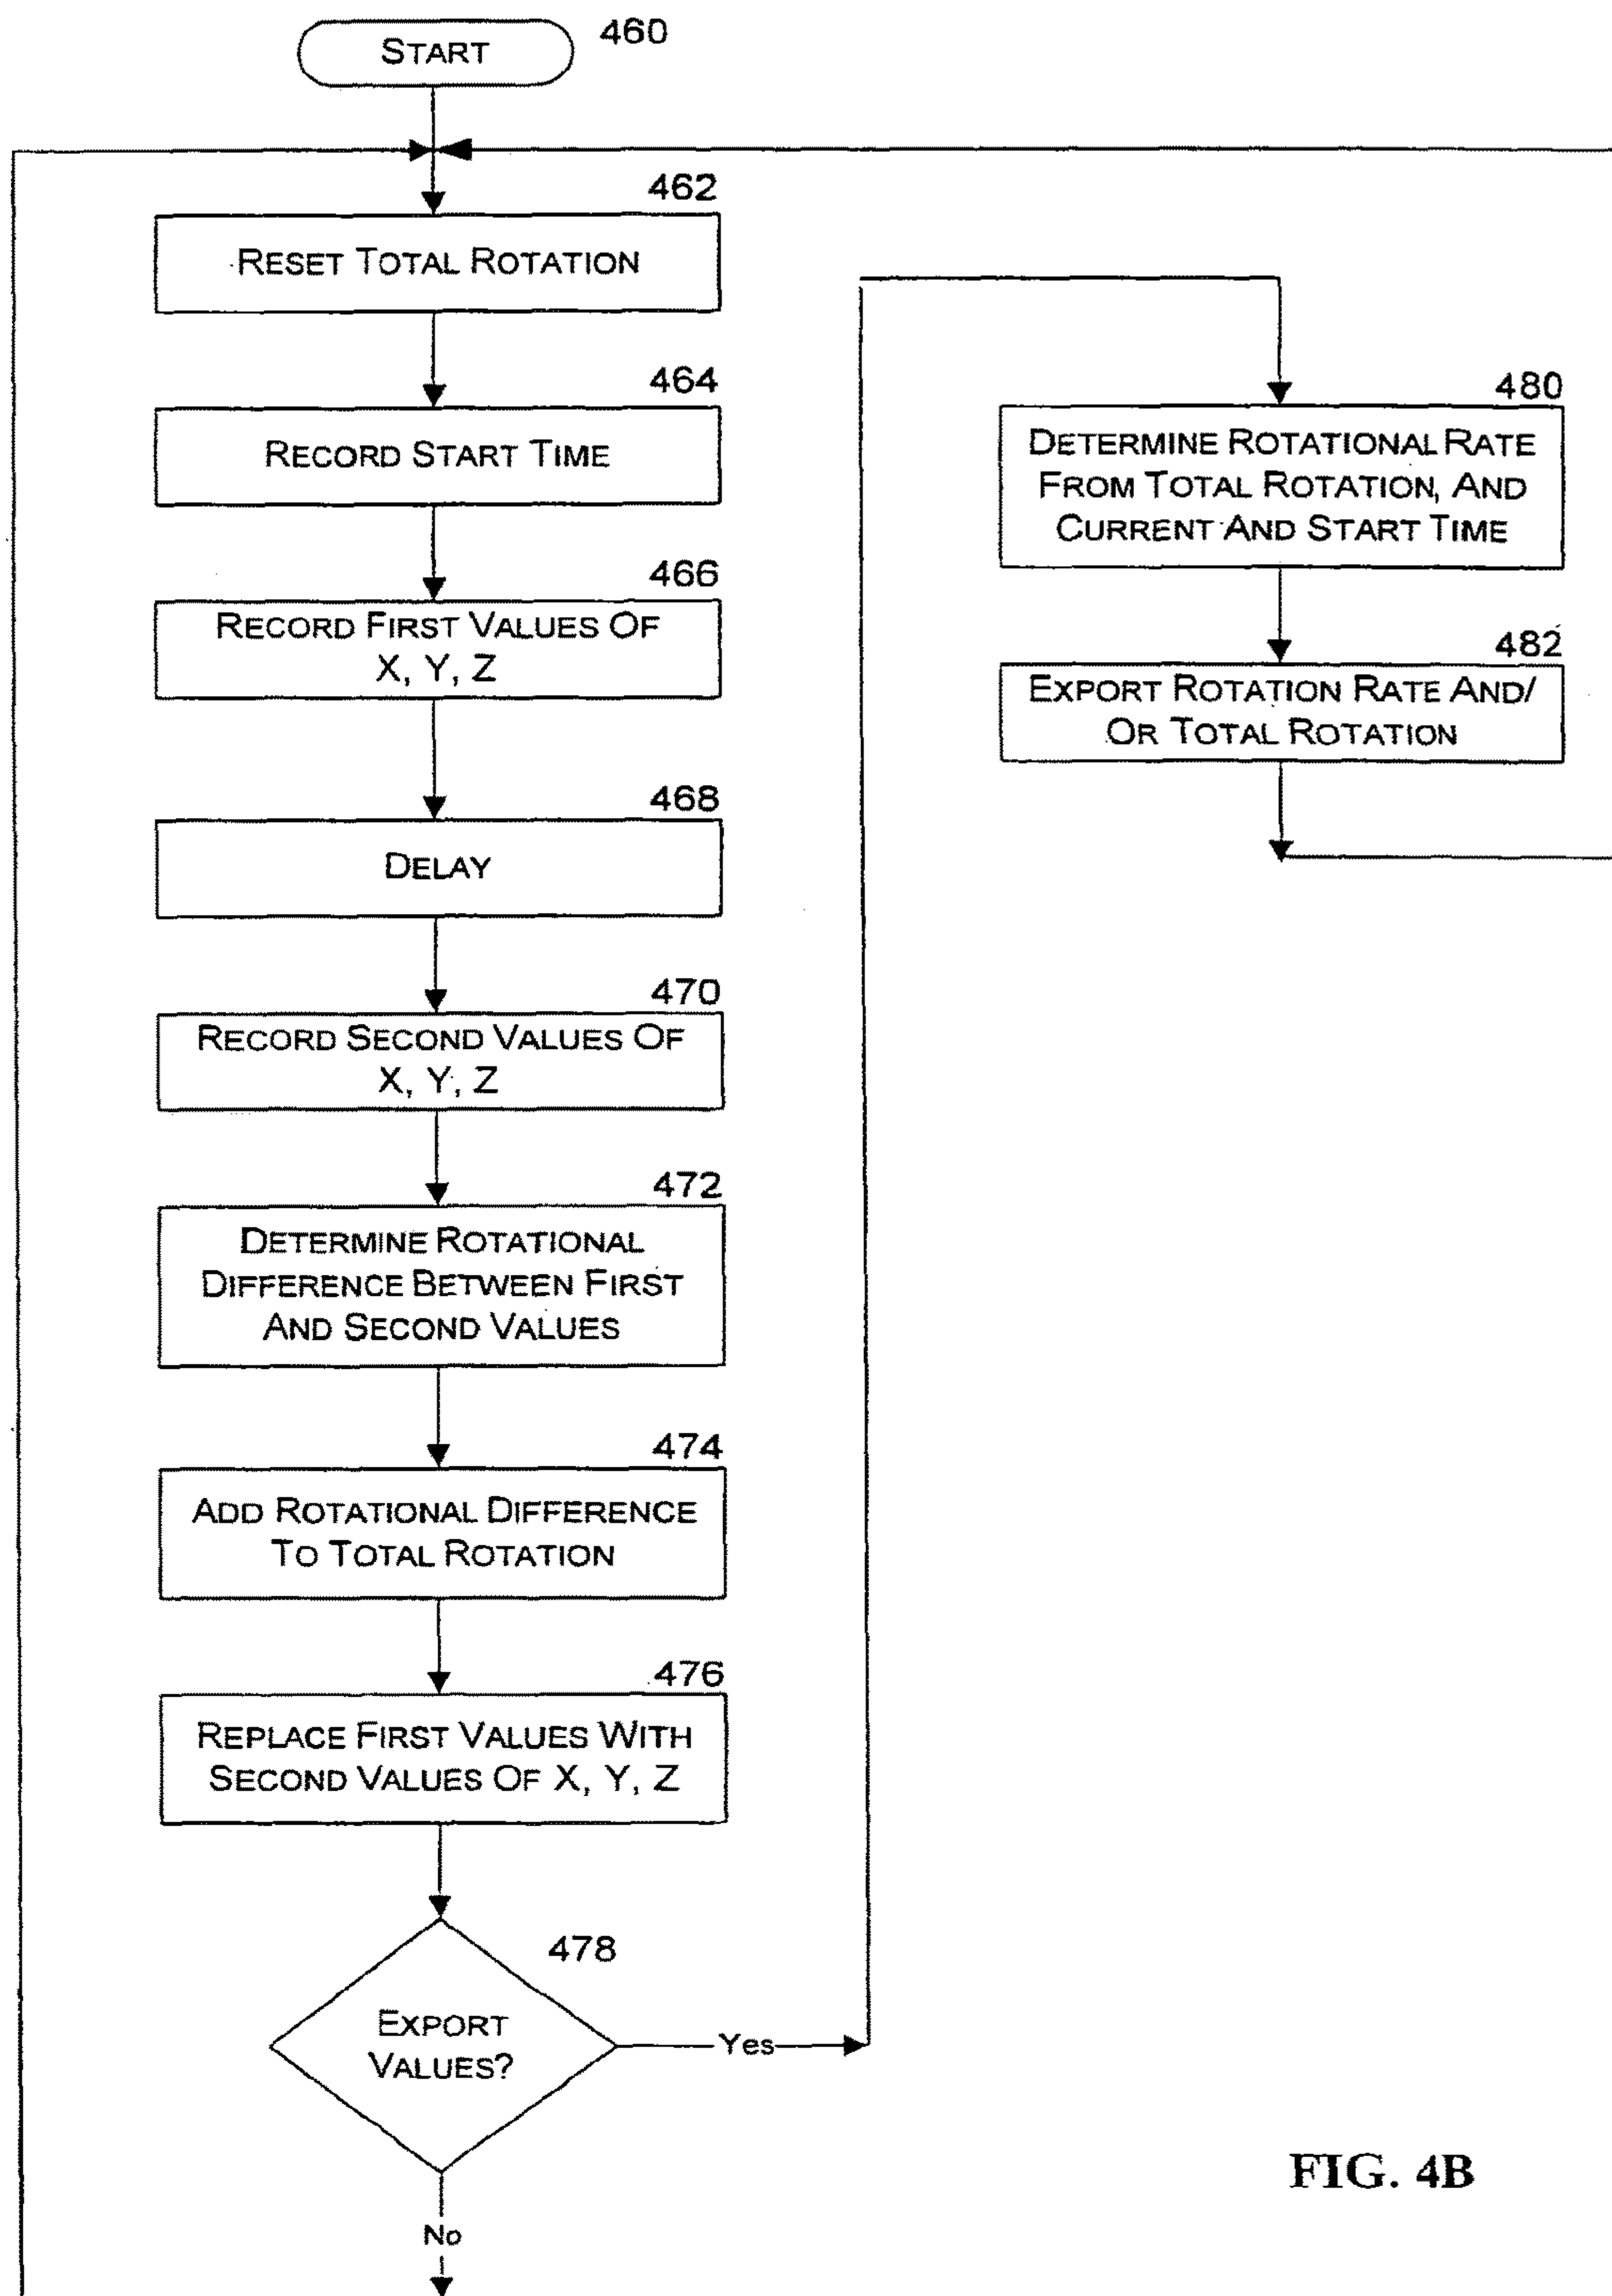 START
460
462
RESET TOTAL ROTATION
464
RECORD START TIME
466
RECORD FIRST VALUES OF
X, Y, Z
468
DELAY
470
RECORD SECOND VALUES OF
X, Y, Z
472
DETERMINE ROTATIONAL
DIFFERENCE BETWEEN FIRST
AND SECOND VALUES
474
ADD ROTATIONAL DIFFERENCE
TO TOTAL ROTATION
476
REPLACE FIRST VALUES WITH
SECOND VALUES OF X, Y, Z
478
EXPORT
VALUES?
Yes
No
480
DETERMINE ROTATIONAL RATE
FROM TOTAL ROTATION, AND
CURRENT AND START TIME
482
EXPORT ROTATION RATE AND/
OR TOTAL ROTATION
FIG. 4B